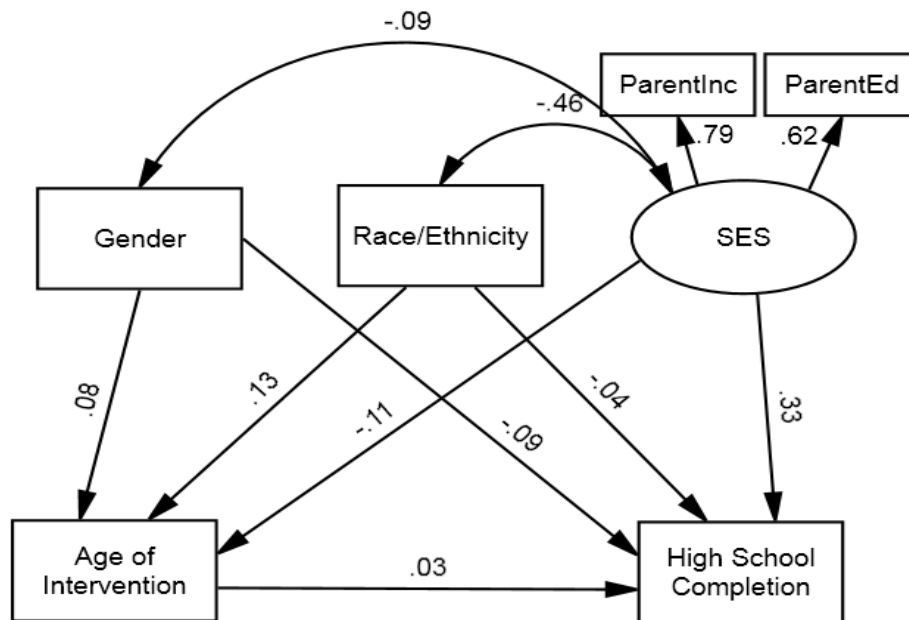 -.09
ParentInc
ParentEd
-.46
.79
.62
Gender
Race/Ethnicity
SES
.08
.13
-.11
-.09
-.04
.33
Age of
Intervention
.03
High School
Completion